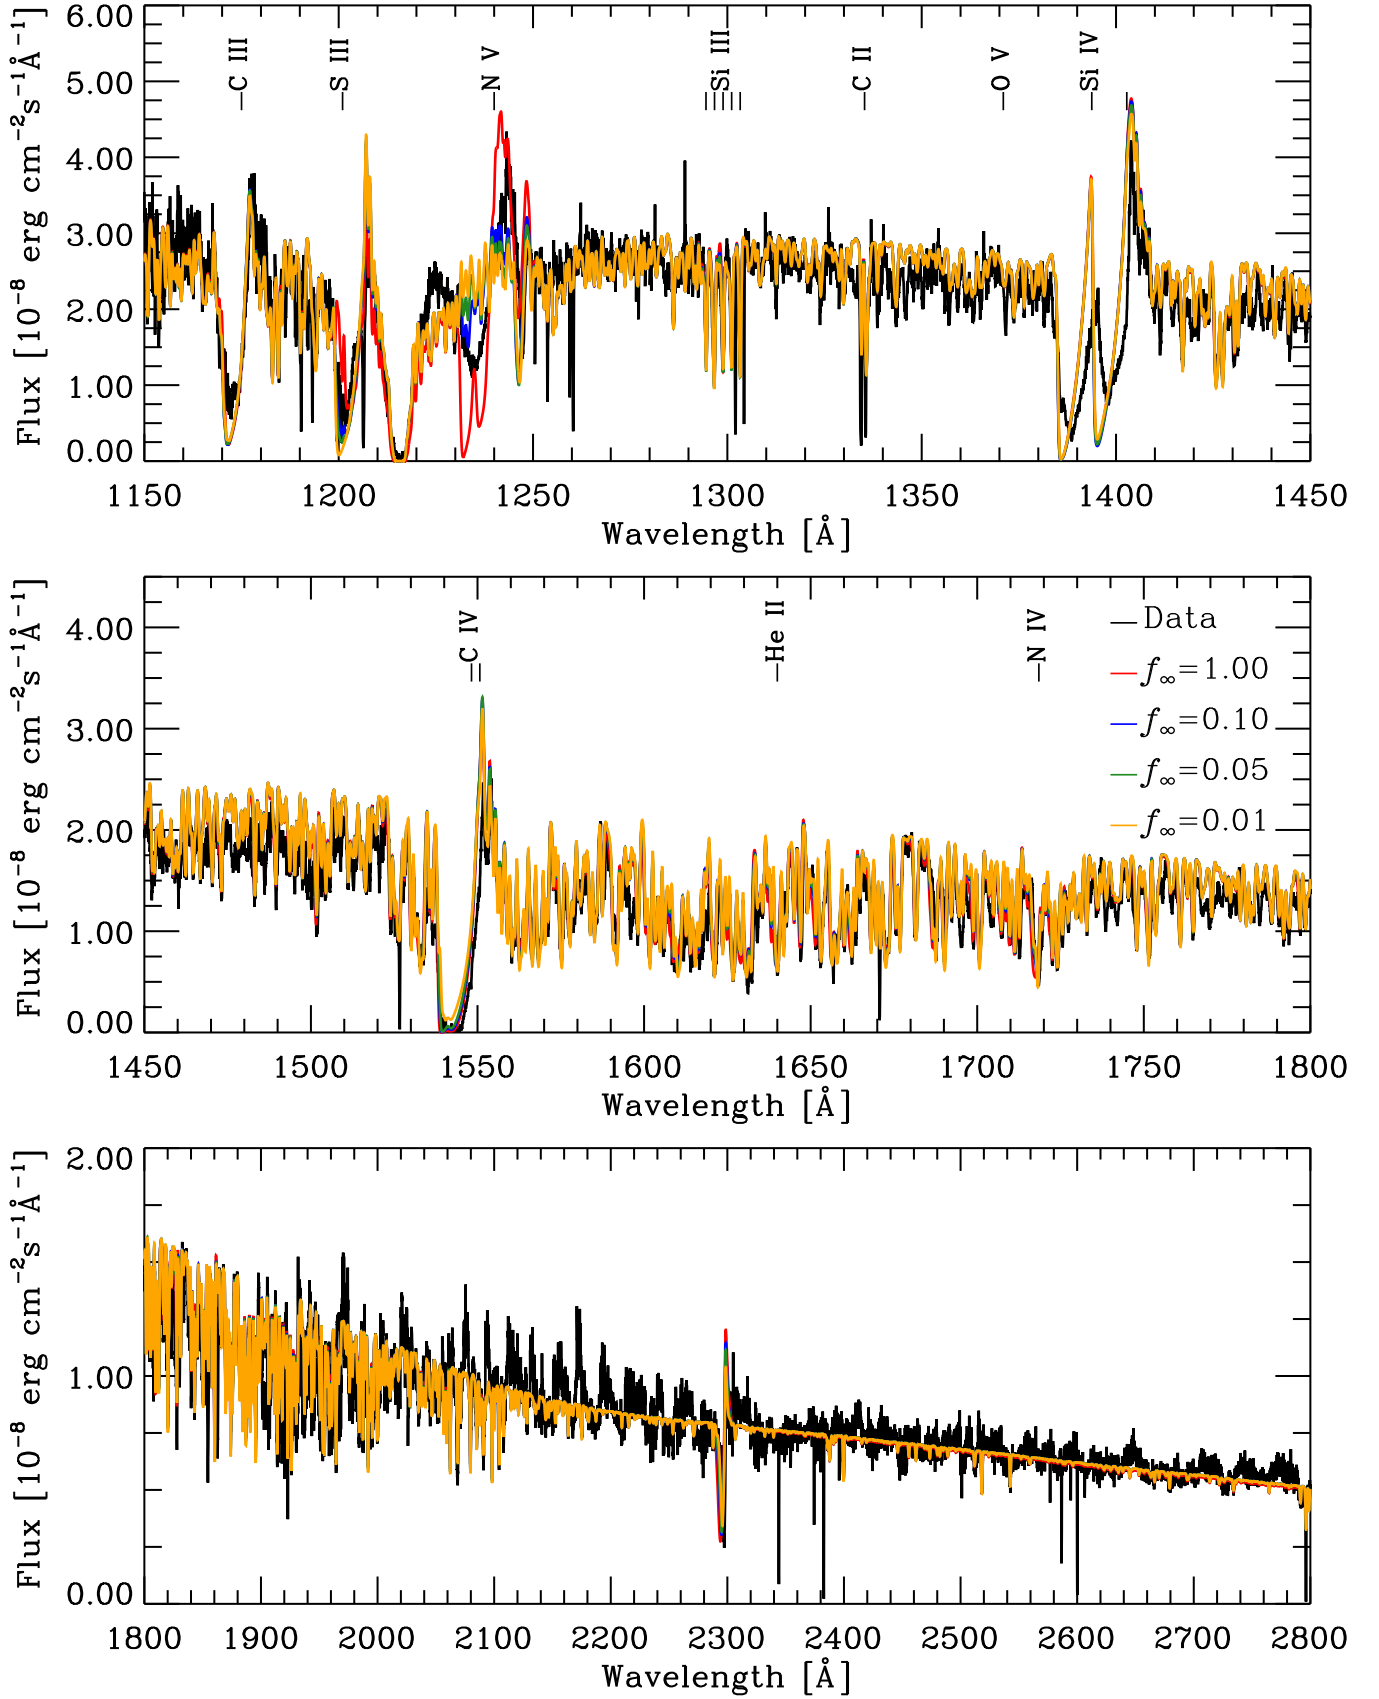 6.00
5.00
4.00
3.00
2.00
1.00
0.00
Flux [10⁻⁸ erg cm⁻²s⁻¹Å⁻¹]
C III
S III
N V
Si III
C II
O V
Si IV
1150 1200 1250 1300 1350 1400 1450
Wavelength [Å]
4.00
3.00
2.00
1.00
0.00
Flux [10⁻⁸ erg cm⁻²s⁻¹Å⁻¹]
C IV
He II
N IV
Data
f∞=1.00
f∞=0.10
f∞=0.05
f∞=0.01
1450 1500 1550 1600 1650 1700 1750 1800
Wavelength [Å]
2.00
1.00
0.00
Flux [10⁻⁸ erg cm⁻²s⁻¹Å⁻¹]
1800 1900 2000 2100 2200 2300 2400 2500 2600 2700 2800
Wavelength [Å]